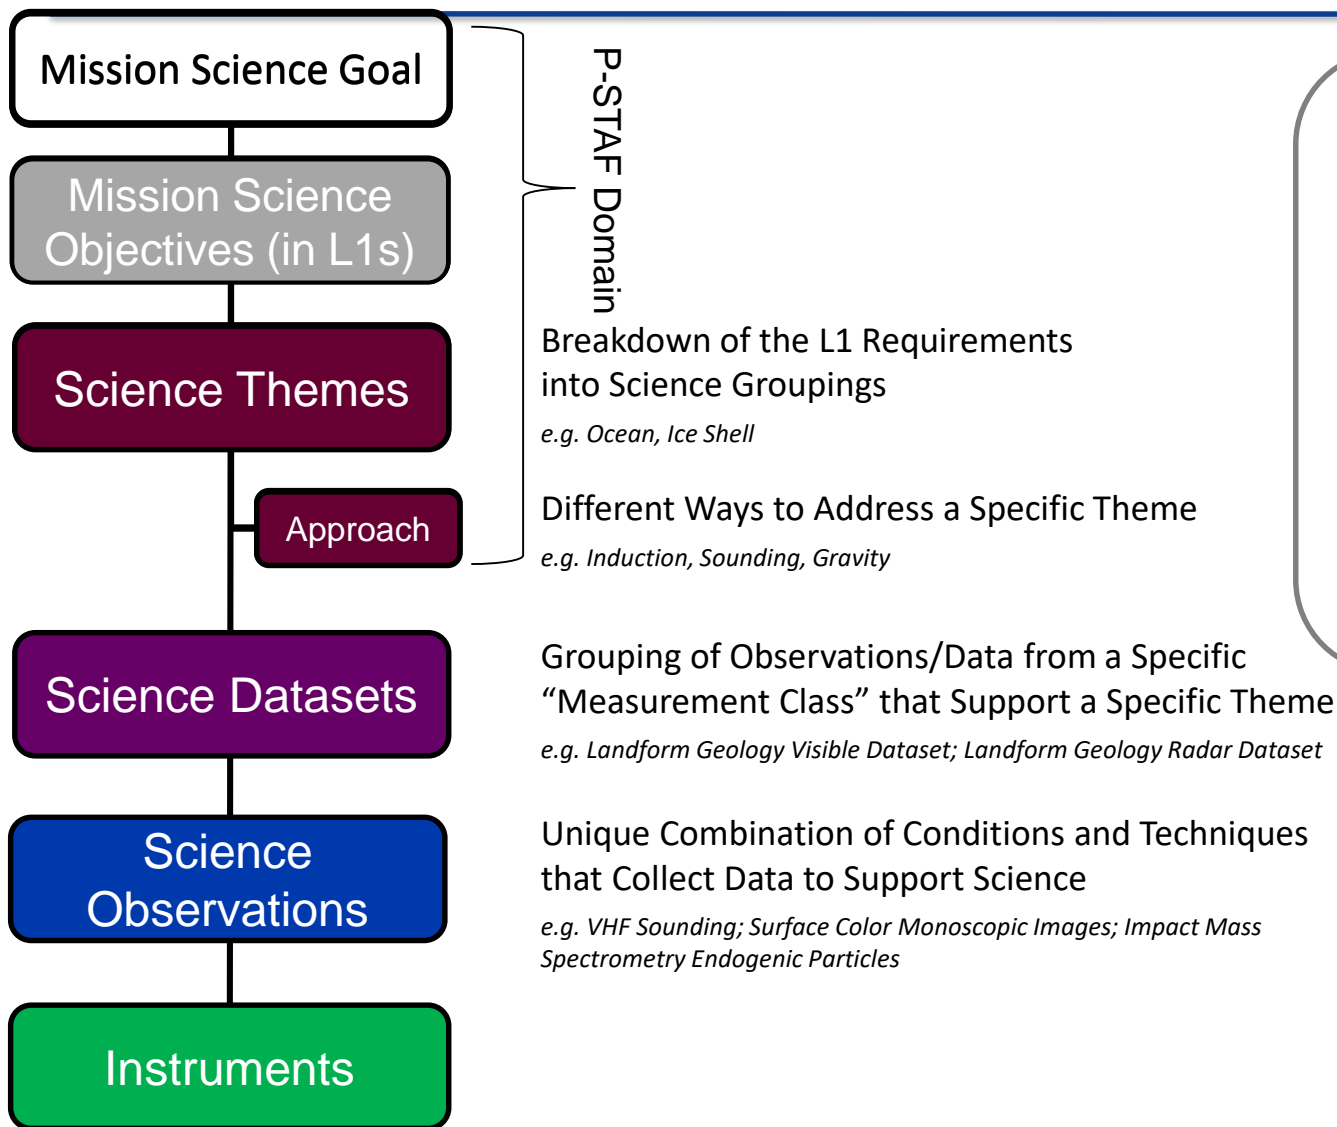 Mission Science Goal
P-STAF Domain
Mission Science
Objectives (in L1s)
Science Themes
Breakdown of the L1 Requirements
into Science Groupings
e.g. Ocean, Ice Shell
Approach
Different Ways to Address a Specific Theme
e.g. Induction, Sounding, Gravity
Science Datasets
Grouping of Observations/Data from a Specific
“Measurement Class” that Support a Specific Theme
e.g. Landform Geology Visible Dataset; Landform Geology Radar Dataset
Science
Observations
Unique Combination of Conditions and Techniques
that Collect Data to Support Science
e.g. VHF Sounding; Surface Color Monoscopic Images; Impact Mass
Spectrometry Endogenic Particles
Instruments